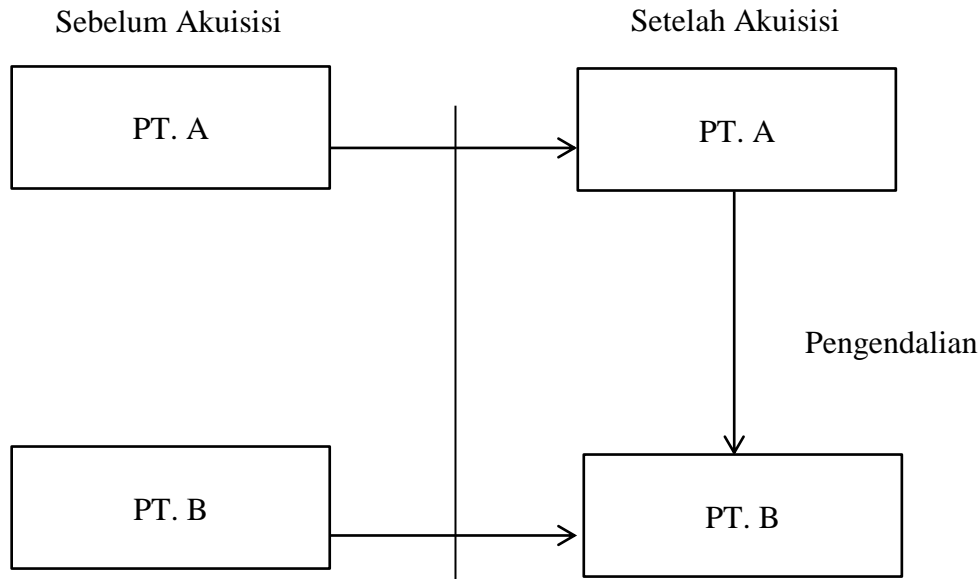 Sebelum Akuisisi
Setelah Akuisisi
PT. A
PT. A
Pengendalian
PT. B
PT. B